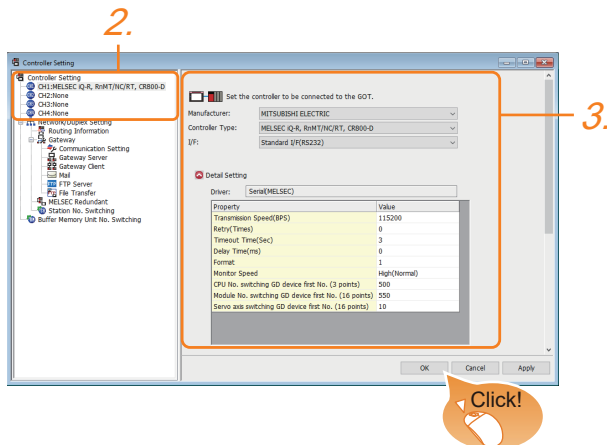 2.
Controller Setting
Controller Setting
CH1:MELSEC iQ-R, RnMT/NC/RT, CR800-D
CH2:None
CH3:None
CH4:None
Network/Duplex Setting
Routing Information
Gateway
Communication Setting
Gateway Server
Gateway Client
Mail
FTP Server
File Transfer
MELSEC Redundant
Station No. Switching
Buffer Memory Unit No. Switching
Set the controller to be connected to the GOT.
Manufacturer: MITSUBISHI ELECTRIC
Controller Type: MELSEC iQ-R, RnMT/NC/RT, CR800-D
I/F: Standard I/F(RS232)
3.
Detail Setting
Driver: Serial(MELSEC)
Property Value
Transmission Speed(BPS) 115200
Retry(Times) 0
Timeout Time(Sec) 3
Delay Time(ms) 0
Format 1
Monitor Speed High(Normal)
CPU No. switching GD device first No. (3 points) 500
Module No. switching GD device first No. (16 points) 550
Servo axis switching GD device first No. (16 points) 10
OK Cancel Apply
Click!